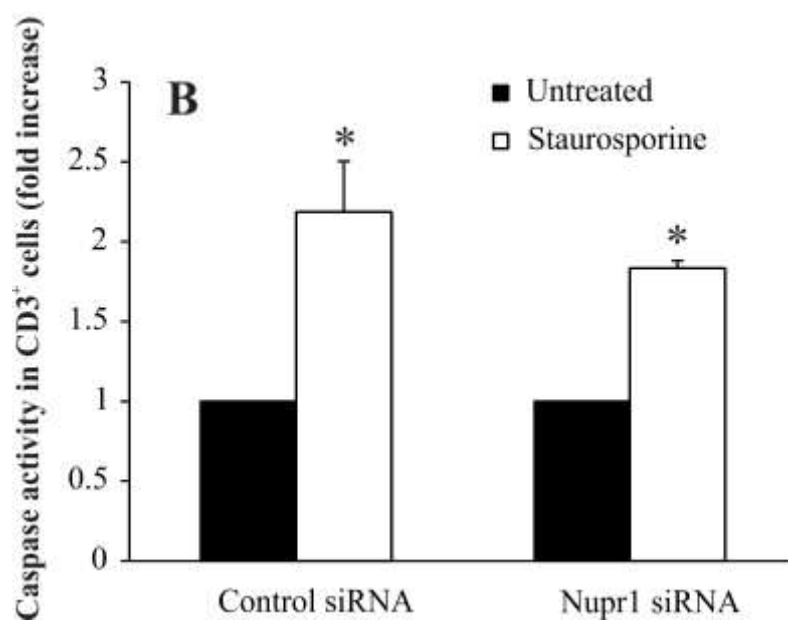 Caspase activity in CD3⁺ cells (fold increase)
B
■ Untreated
□ Staurosporine
3
2.5
2
1.5
1
0.5
0
*
*
Control siRNA
Nupr1 siRNA